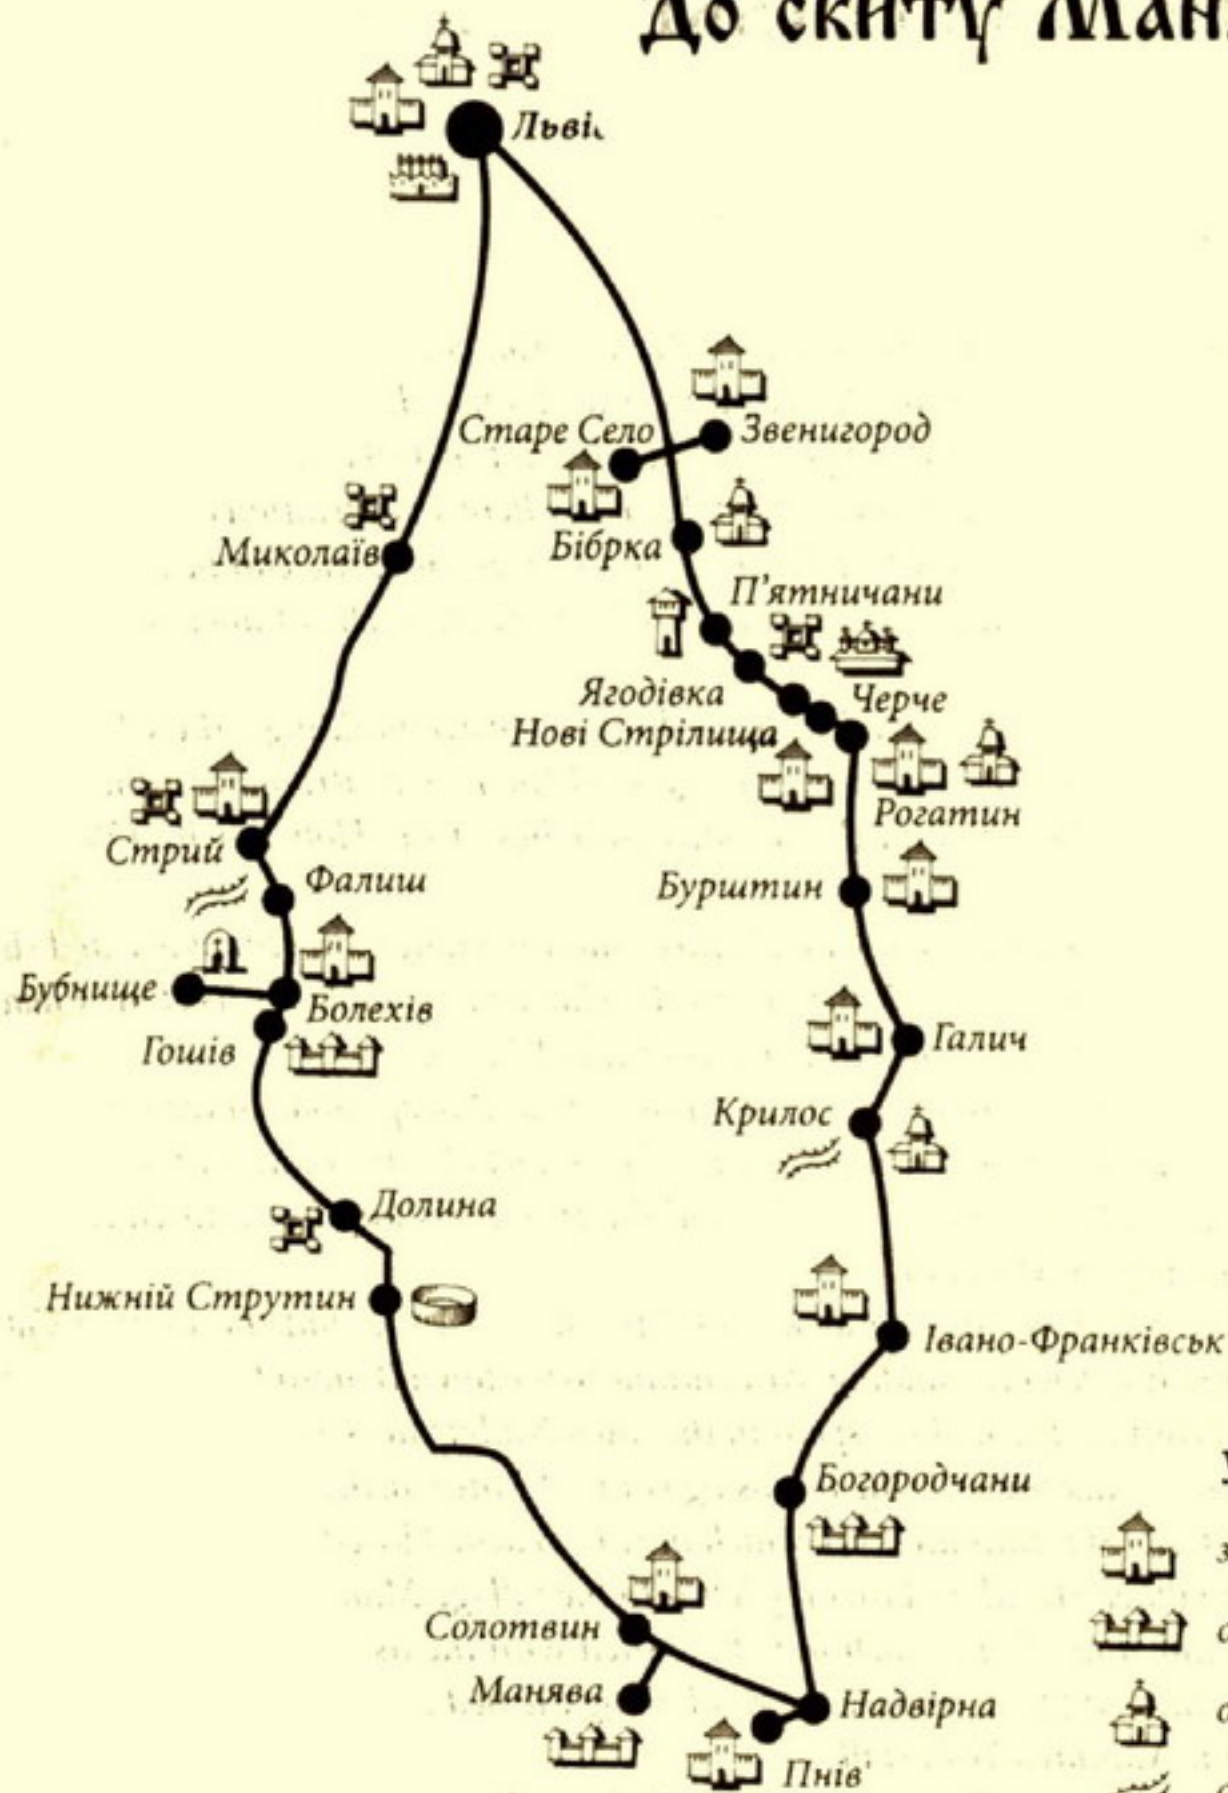 До скиту
Львів
Старе Село
Звенигород
Миколаїв
Бібрка
П'ятничани
Ягодівка
Черче
Нові Стрілища
Рогатин
Стрий
Фалиш
Бурштин
Бубнище
Болехів
Гошів
Галич
Крилос
Долина
Нижній Струтин
Івано-Франківськ
Богородчани
Солотвин
Манява
Надвірна
Пнів